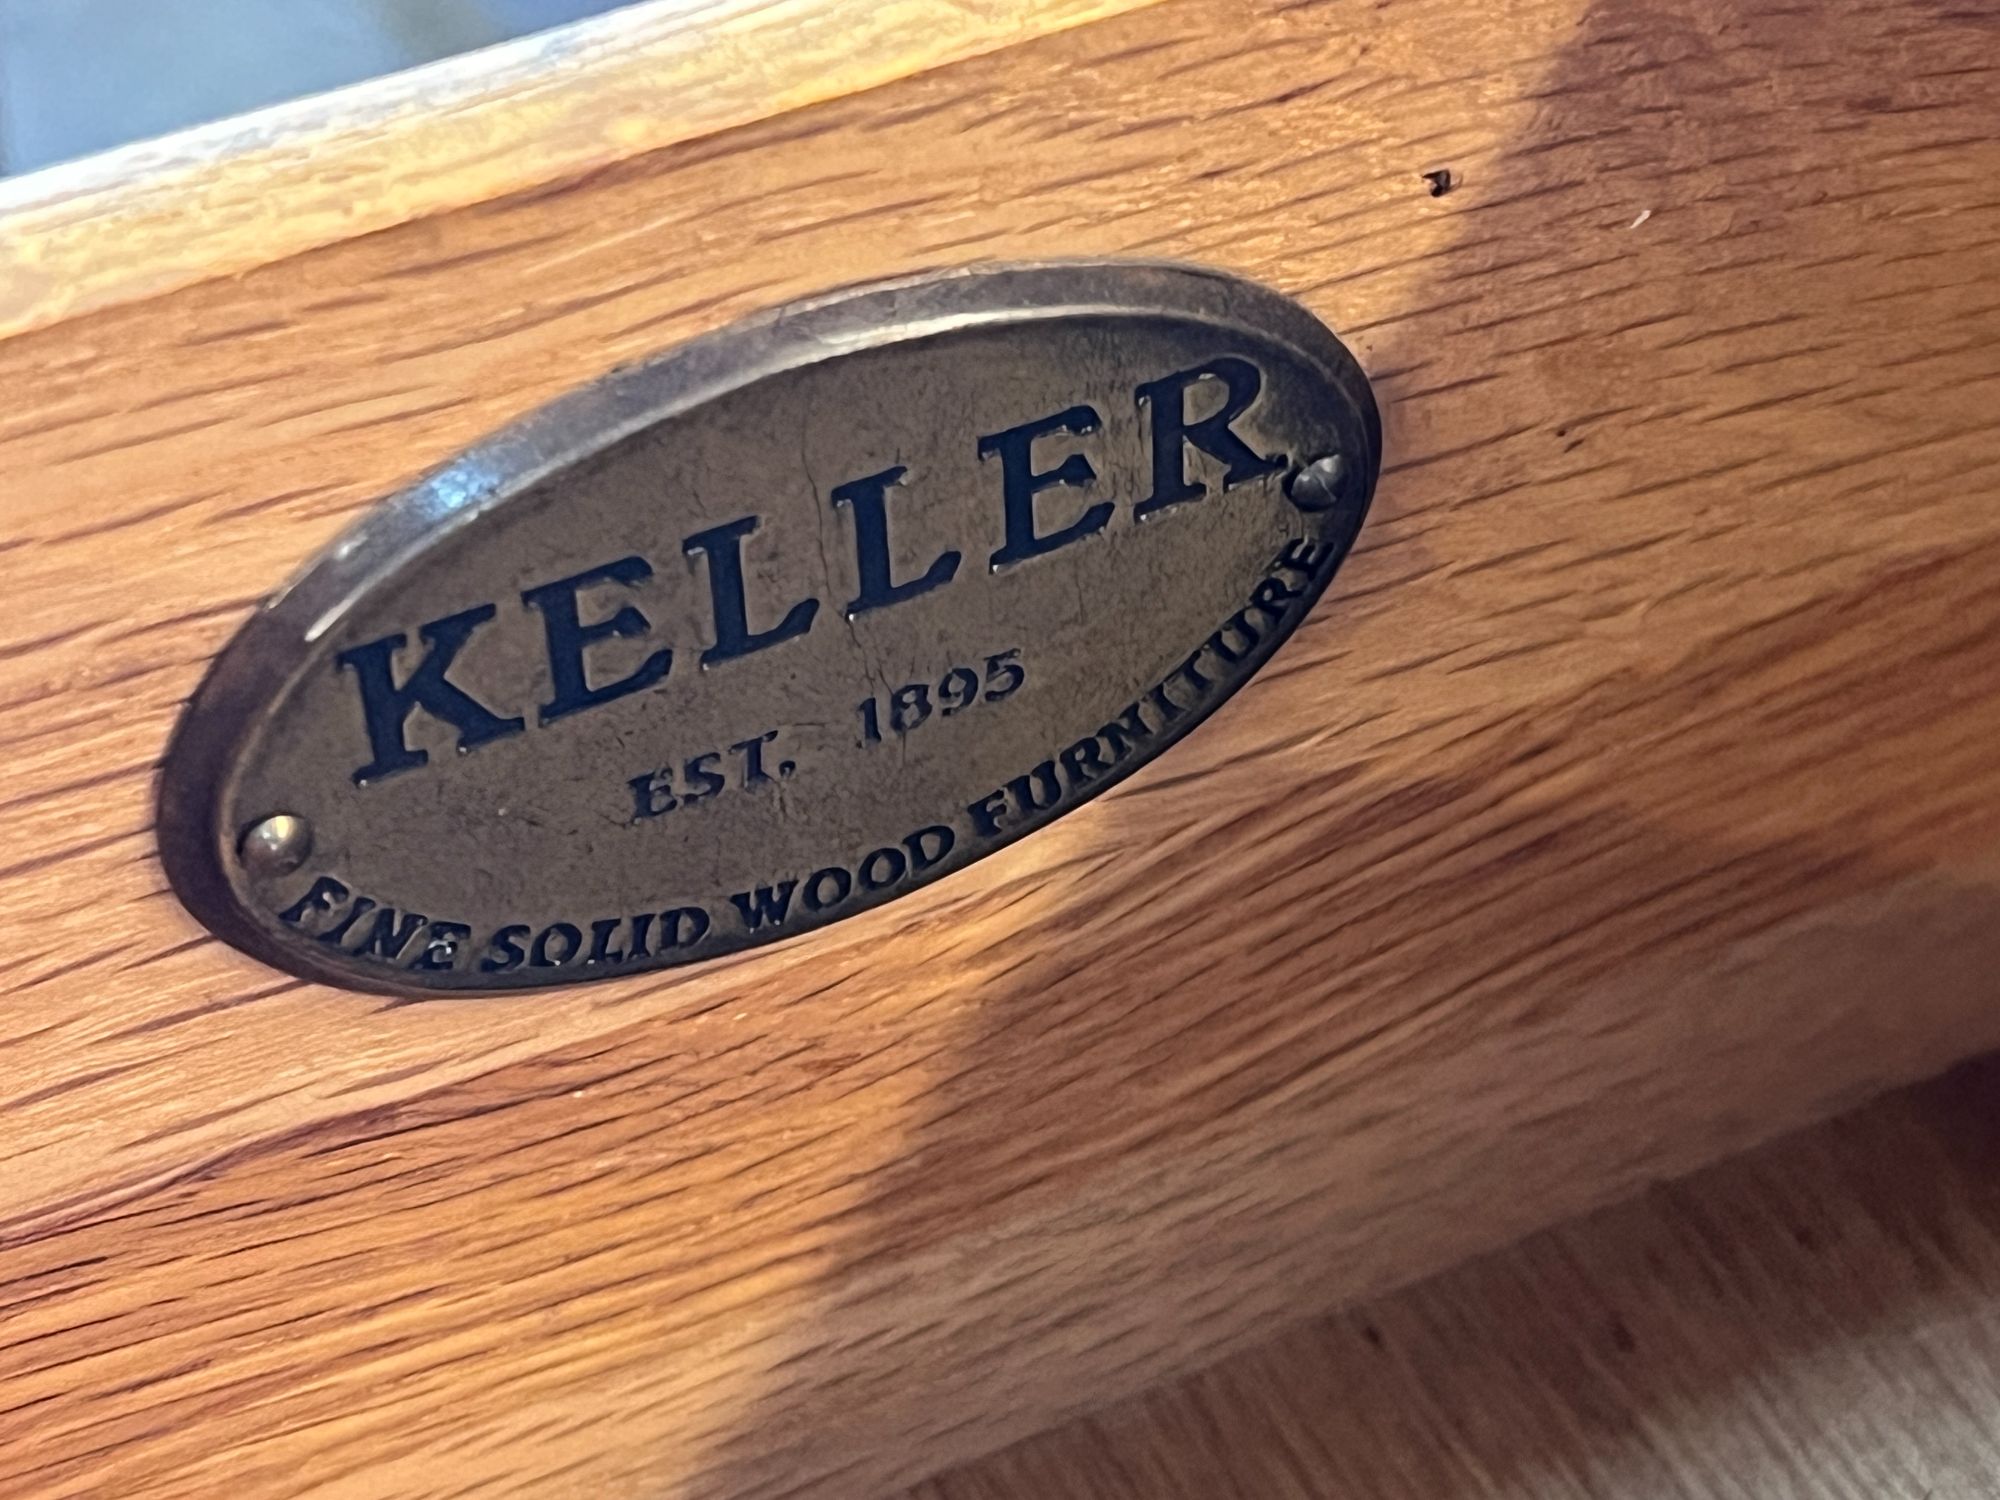 KELLER
EST. 1895
FINE SOLID WOOD FURNITURE